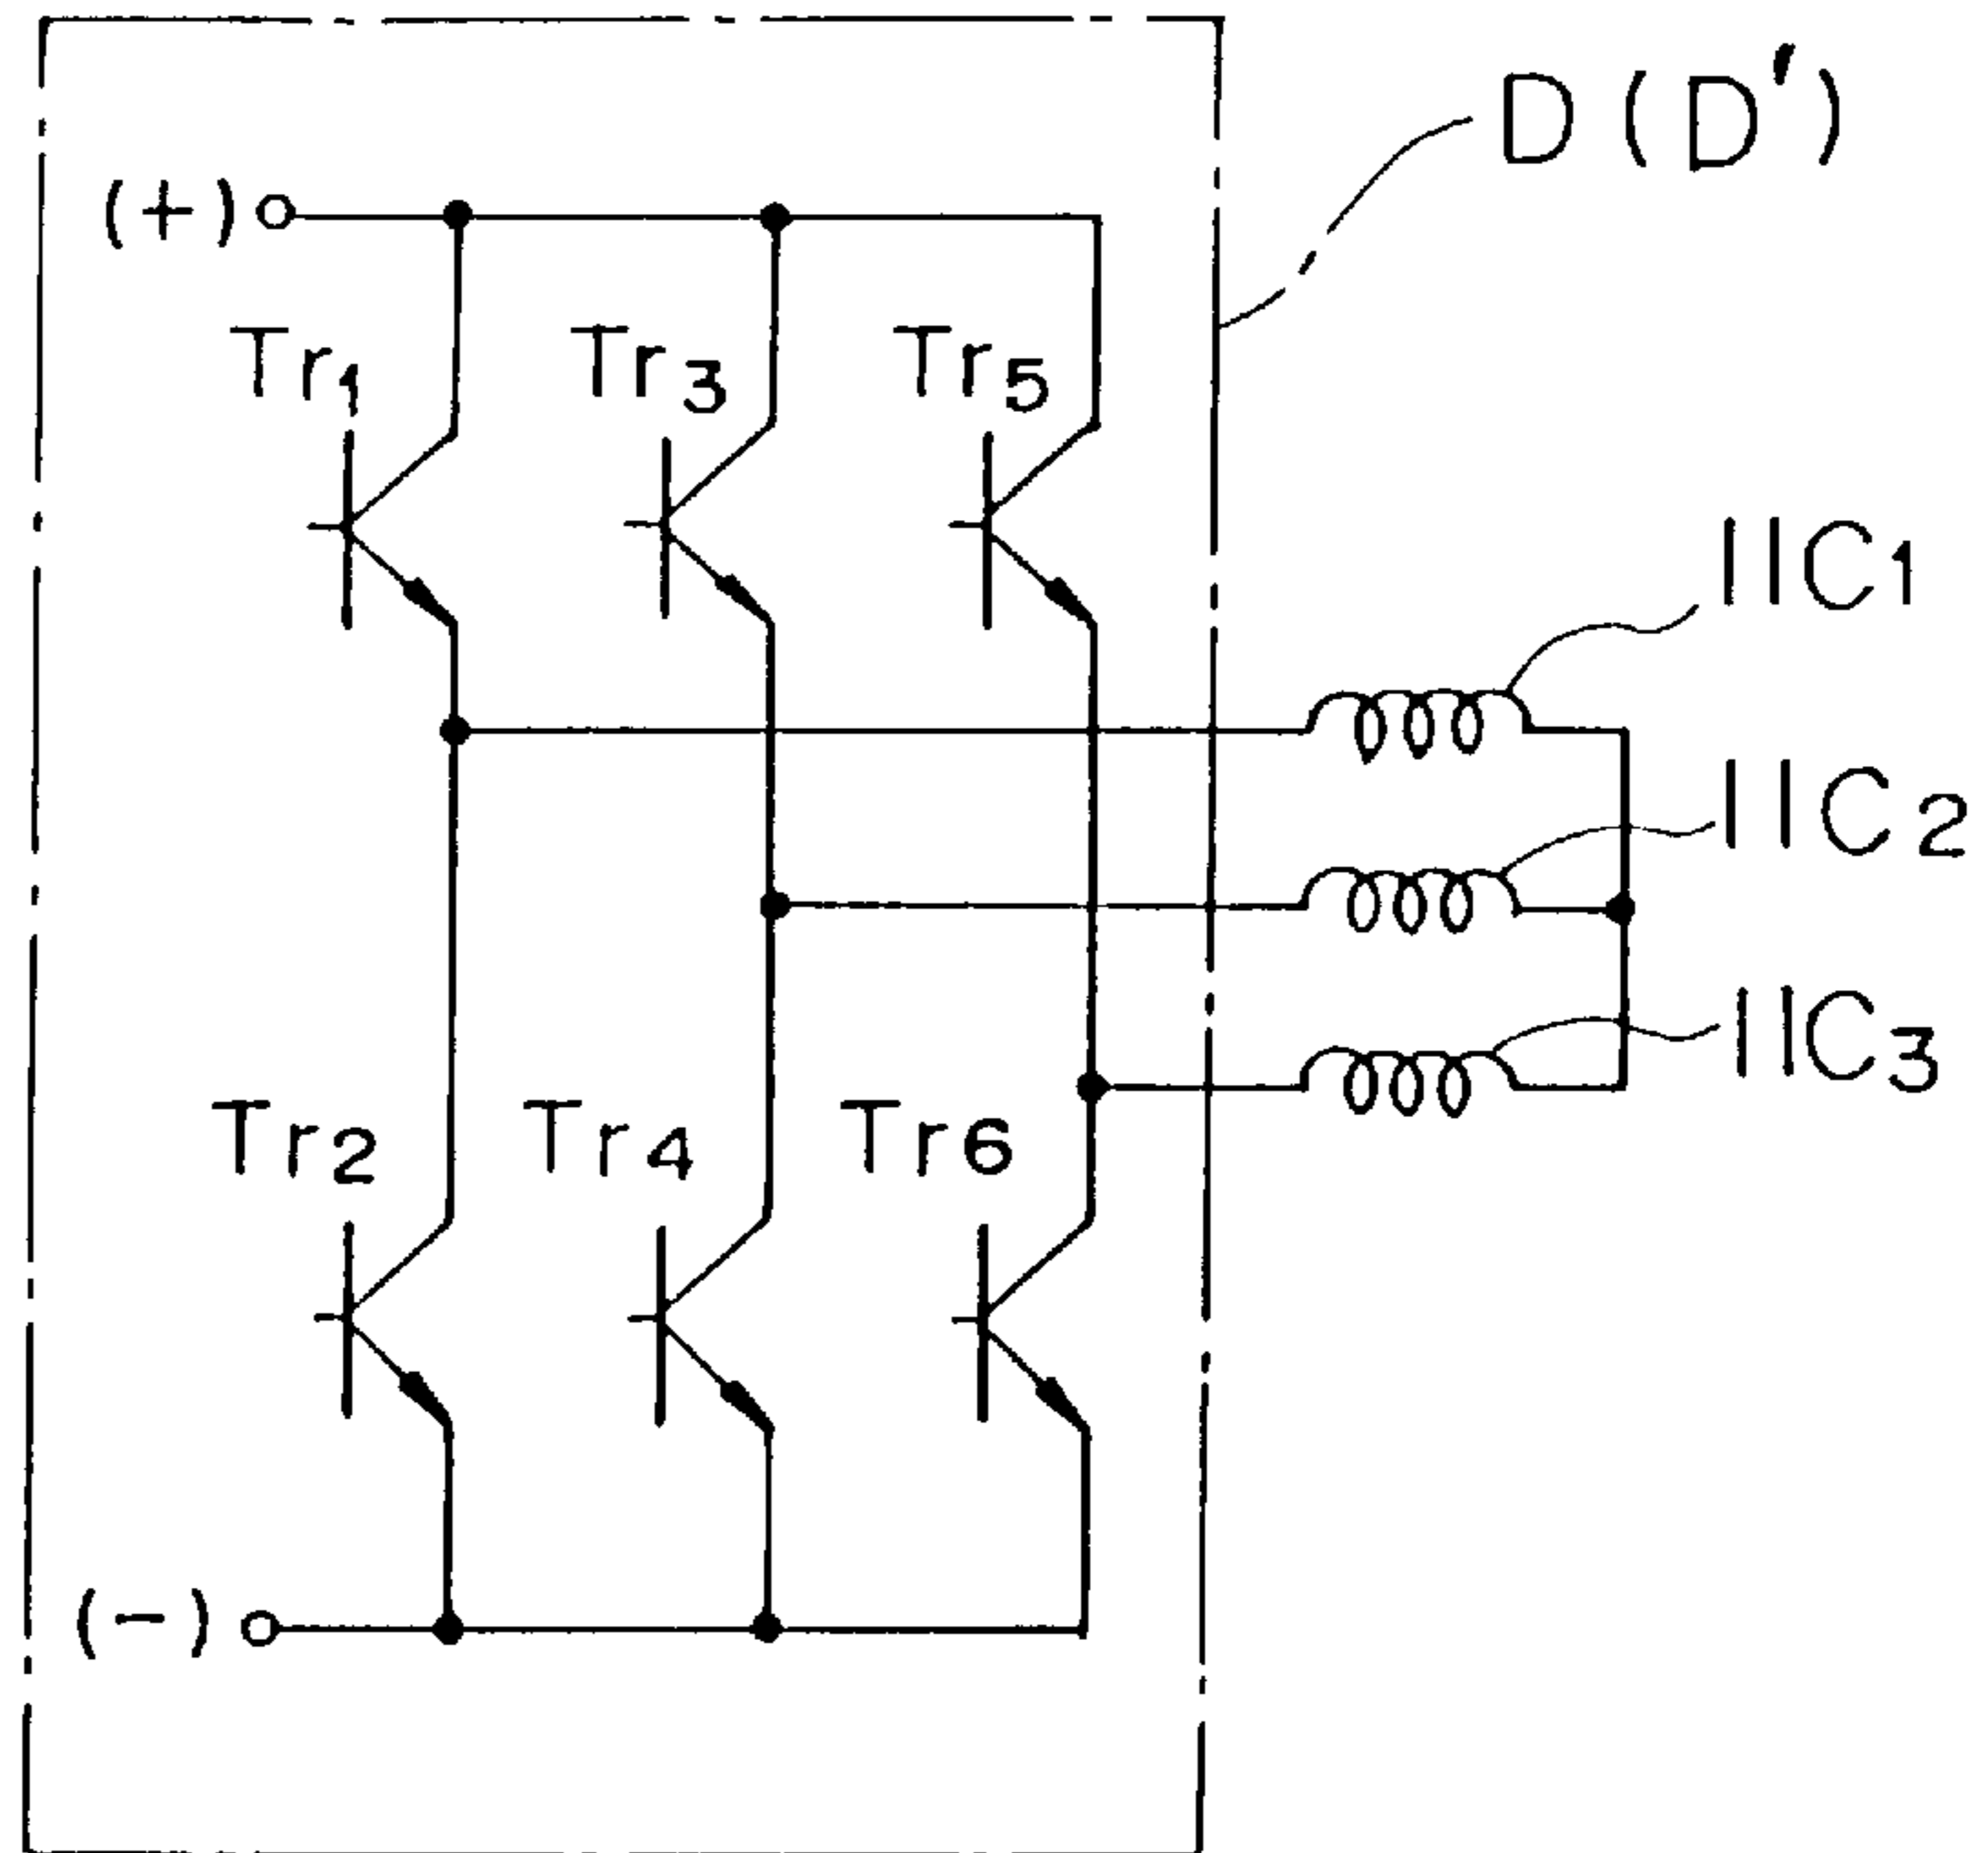 D (D')
(+)
Tr1 Tr3 Tr5
11C1
11C2
11C3
Tr2 Tr4 Tr6
(-)